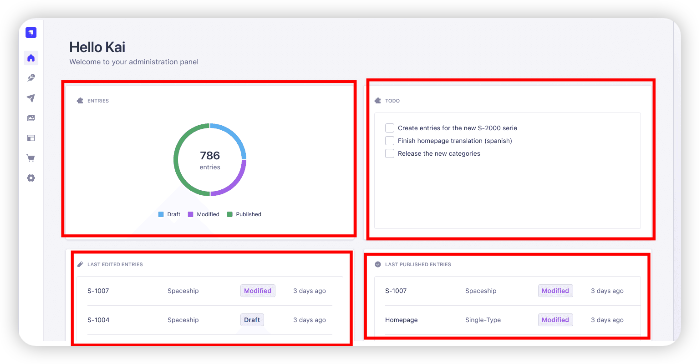 Hello Kai
Welcome to your administration panel
ENTRIES
786
entries
Draft Modified Published
TODO
Create entries for the new S-2000 serie
Finish homepage translation (spanish)
Release the new categories
LAST EDITED ENTRIES
S-1007 Spaceship Modified 3 days ago
S-1004 Spaceship Draft 3 days ago
LAST PUBLISHED ENTRIES
S-1007 Spaceship Modified 3 days ago
Homepage Single-Type Modified 3 days ago